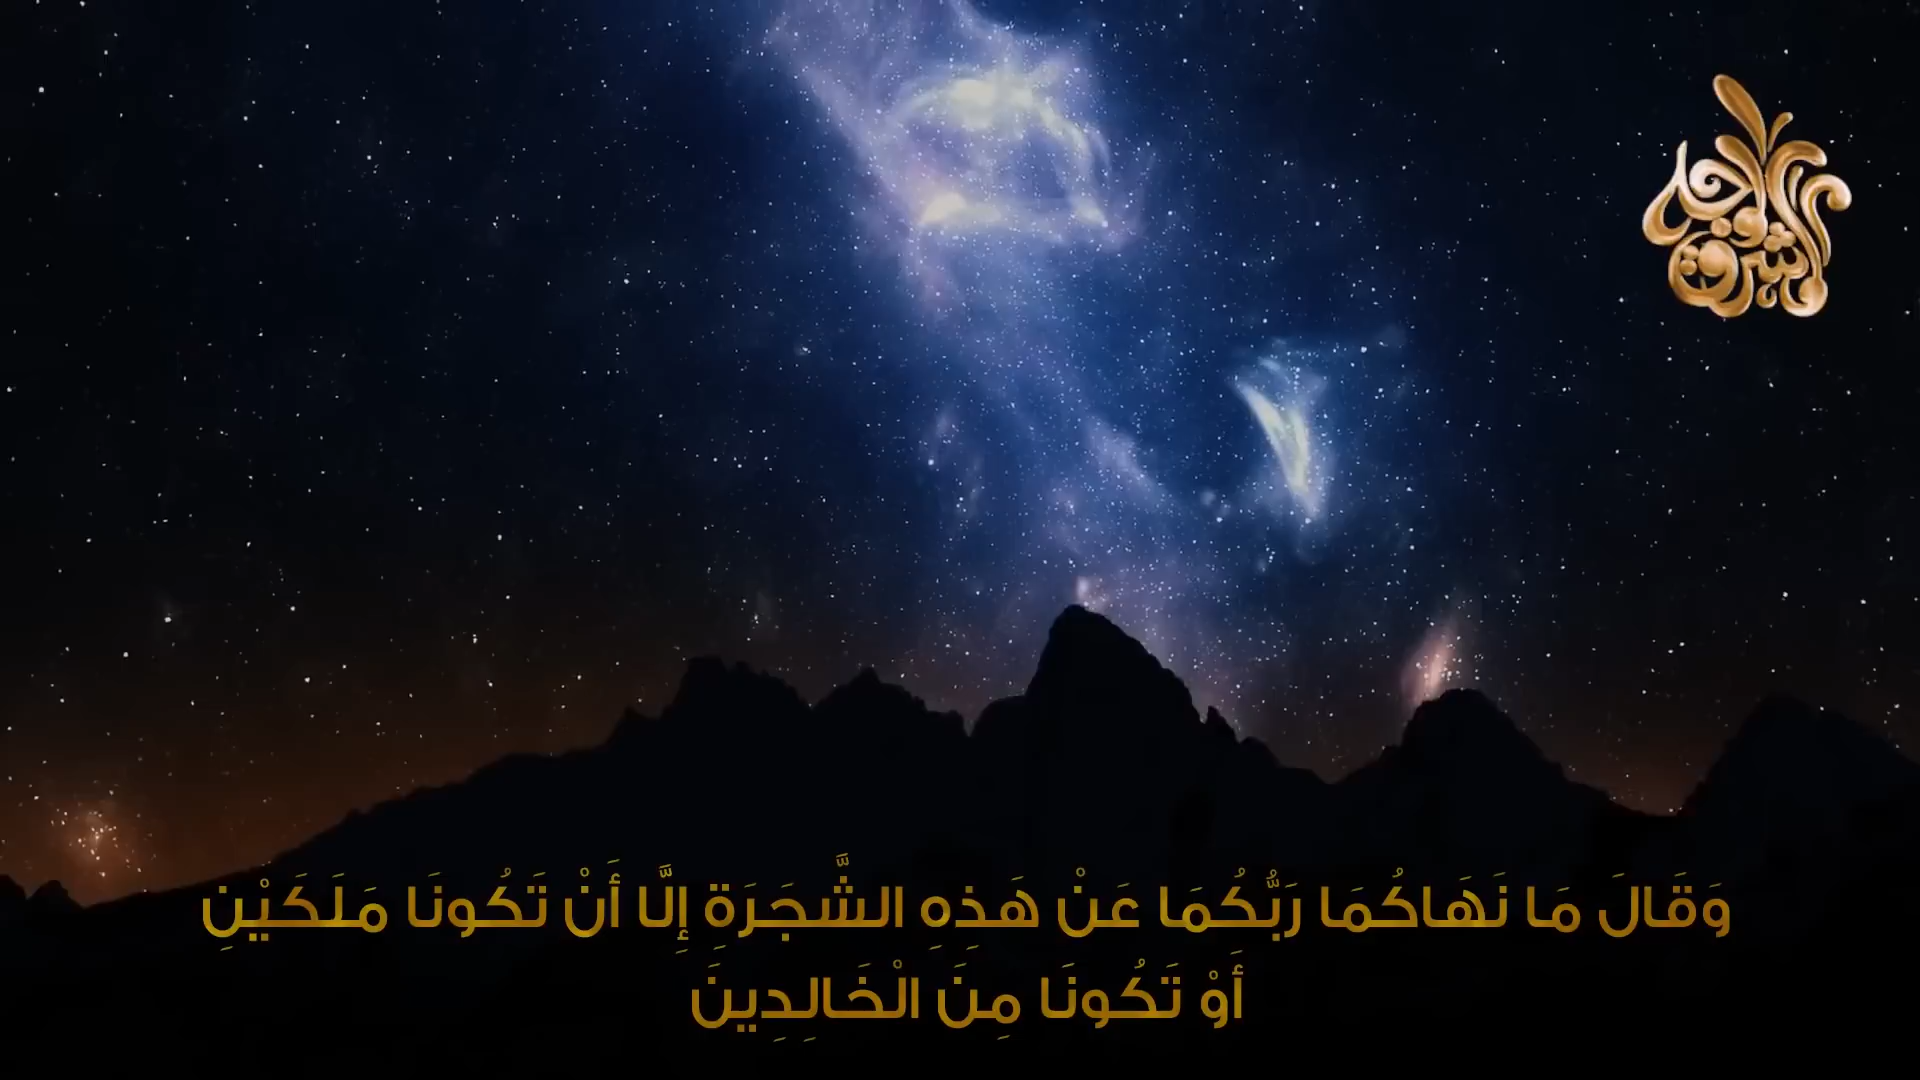 وَقَالَ مَا نَهَاكُمَا رَبُّكُمَا عَنْ هَذِهِ الشَّجَرَةِ إِلَّا أَنْ تَكُونَا مَلَكَيْنِ
أَوْ تَكُونَا مِنَ الْخَالِدِينَ